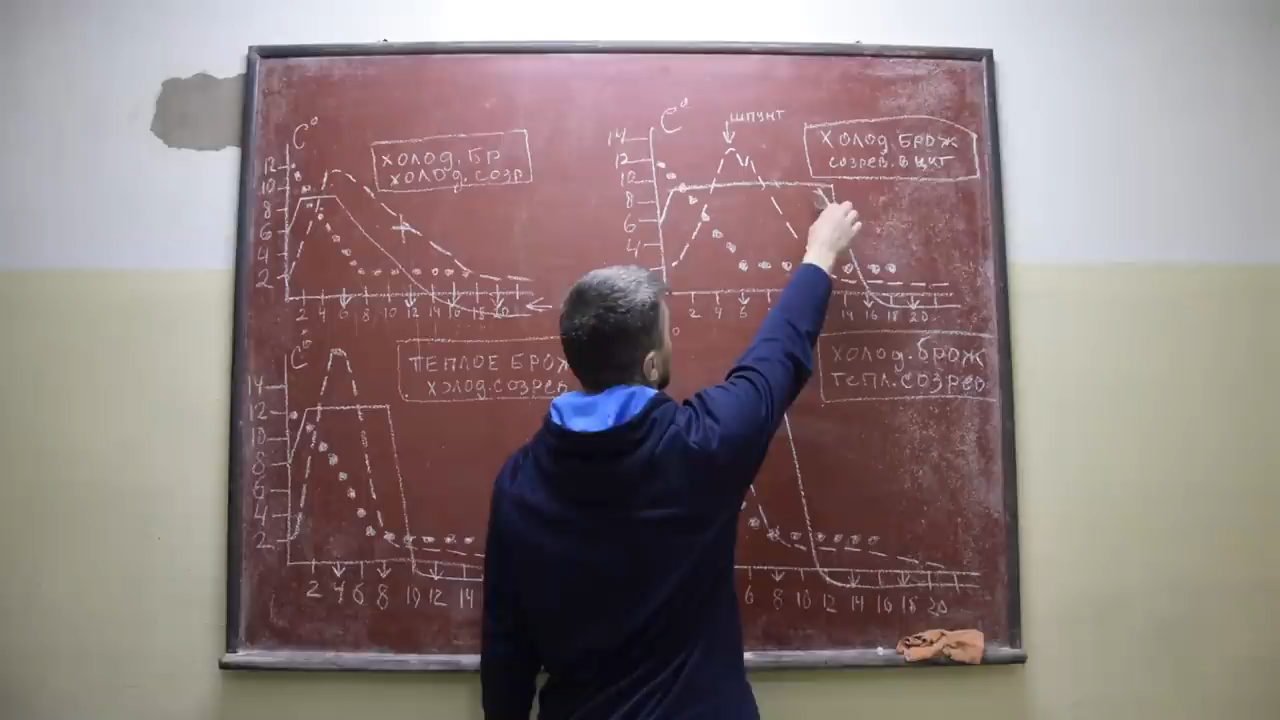 C°
12
10
8
6
4
2
2 4 6 8 10 12 14 16 18 20
ХОЛОД. БР
ХОЛОД. СОЗР
C°
14
12
10
8
6
4
ШПУНТ
2 4 6
14 16 18 20
ХОЛОД. БРОЖ
СОЗРЕВ. В ЦКТ
C°
14
12
10
8
6
4
2
2 4 6 8 10 12 14
ТЕПЛОЕ БРОЖ
ХОЛОД. СОЗРЕВ
6 8 10 12 14 16 18 20
ХОЛОД. БРОЖ
ТЕПЛ. СОЗРЕВ